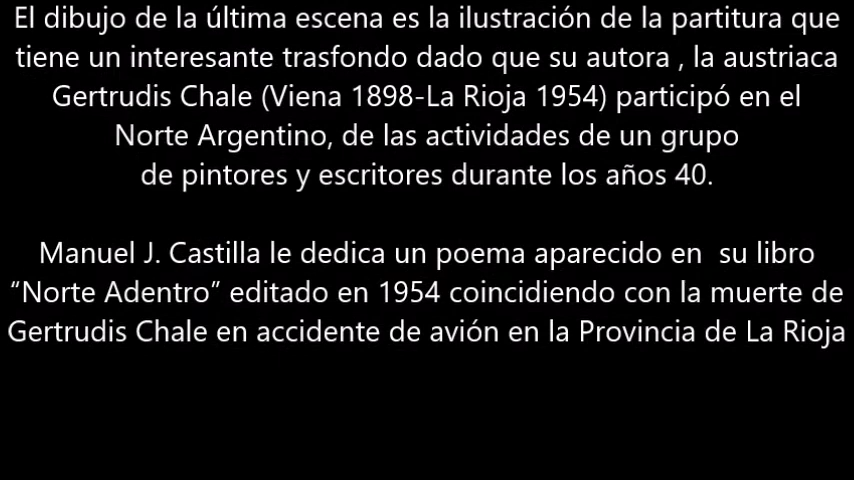 El dibujo de la última escena es la ilustración de la partitura que
tiene un interesante trasfondo dado que su autora , la austriaca
Gertrudis Chale (Viena 1898-La Rioja 1954) participó en el
Norte Argentino, de las actividades de un grupo
de pintores y escritores durante los años 40.
Manuel J. Castilla le dedica un poema aparecido en  su libro
“Norte Adentro” editado en 1954 coincidiendo con la muerte de
Gertrudis Chale en accidente de avión en la Provincia de La Rioja